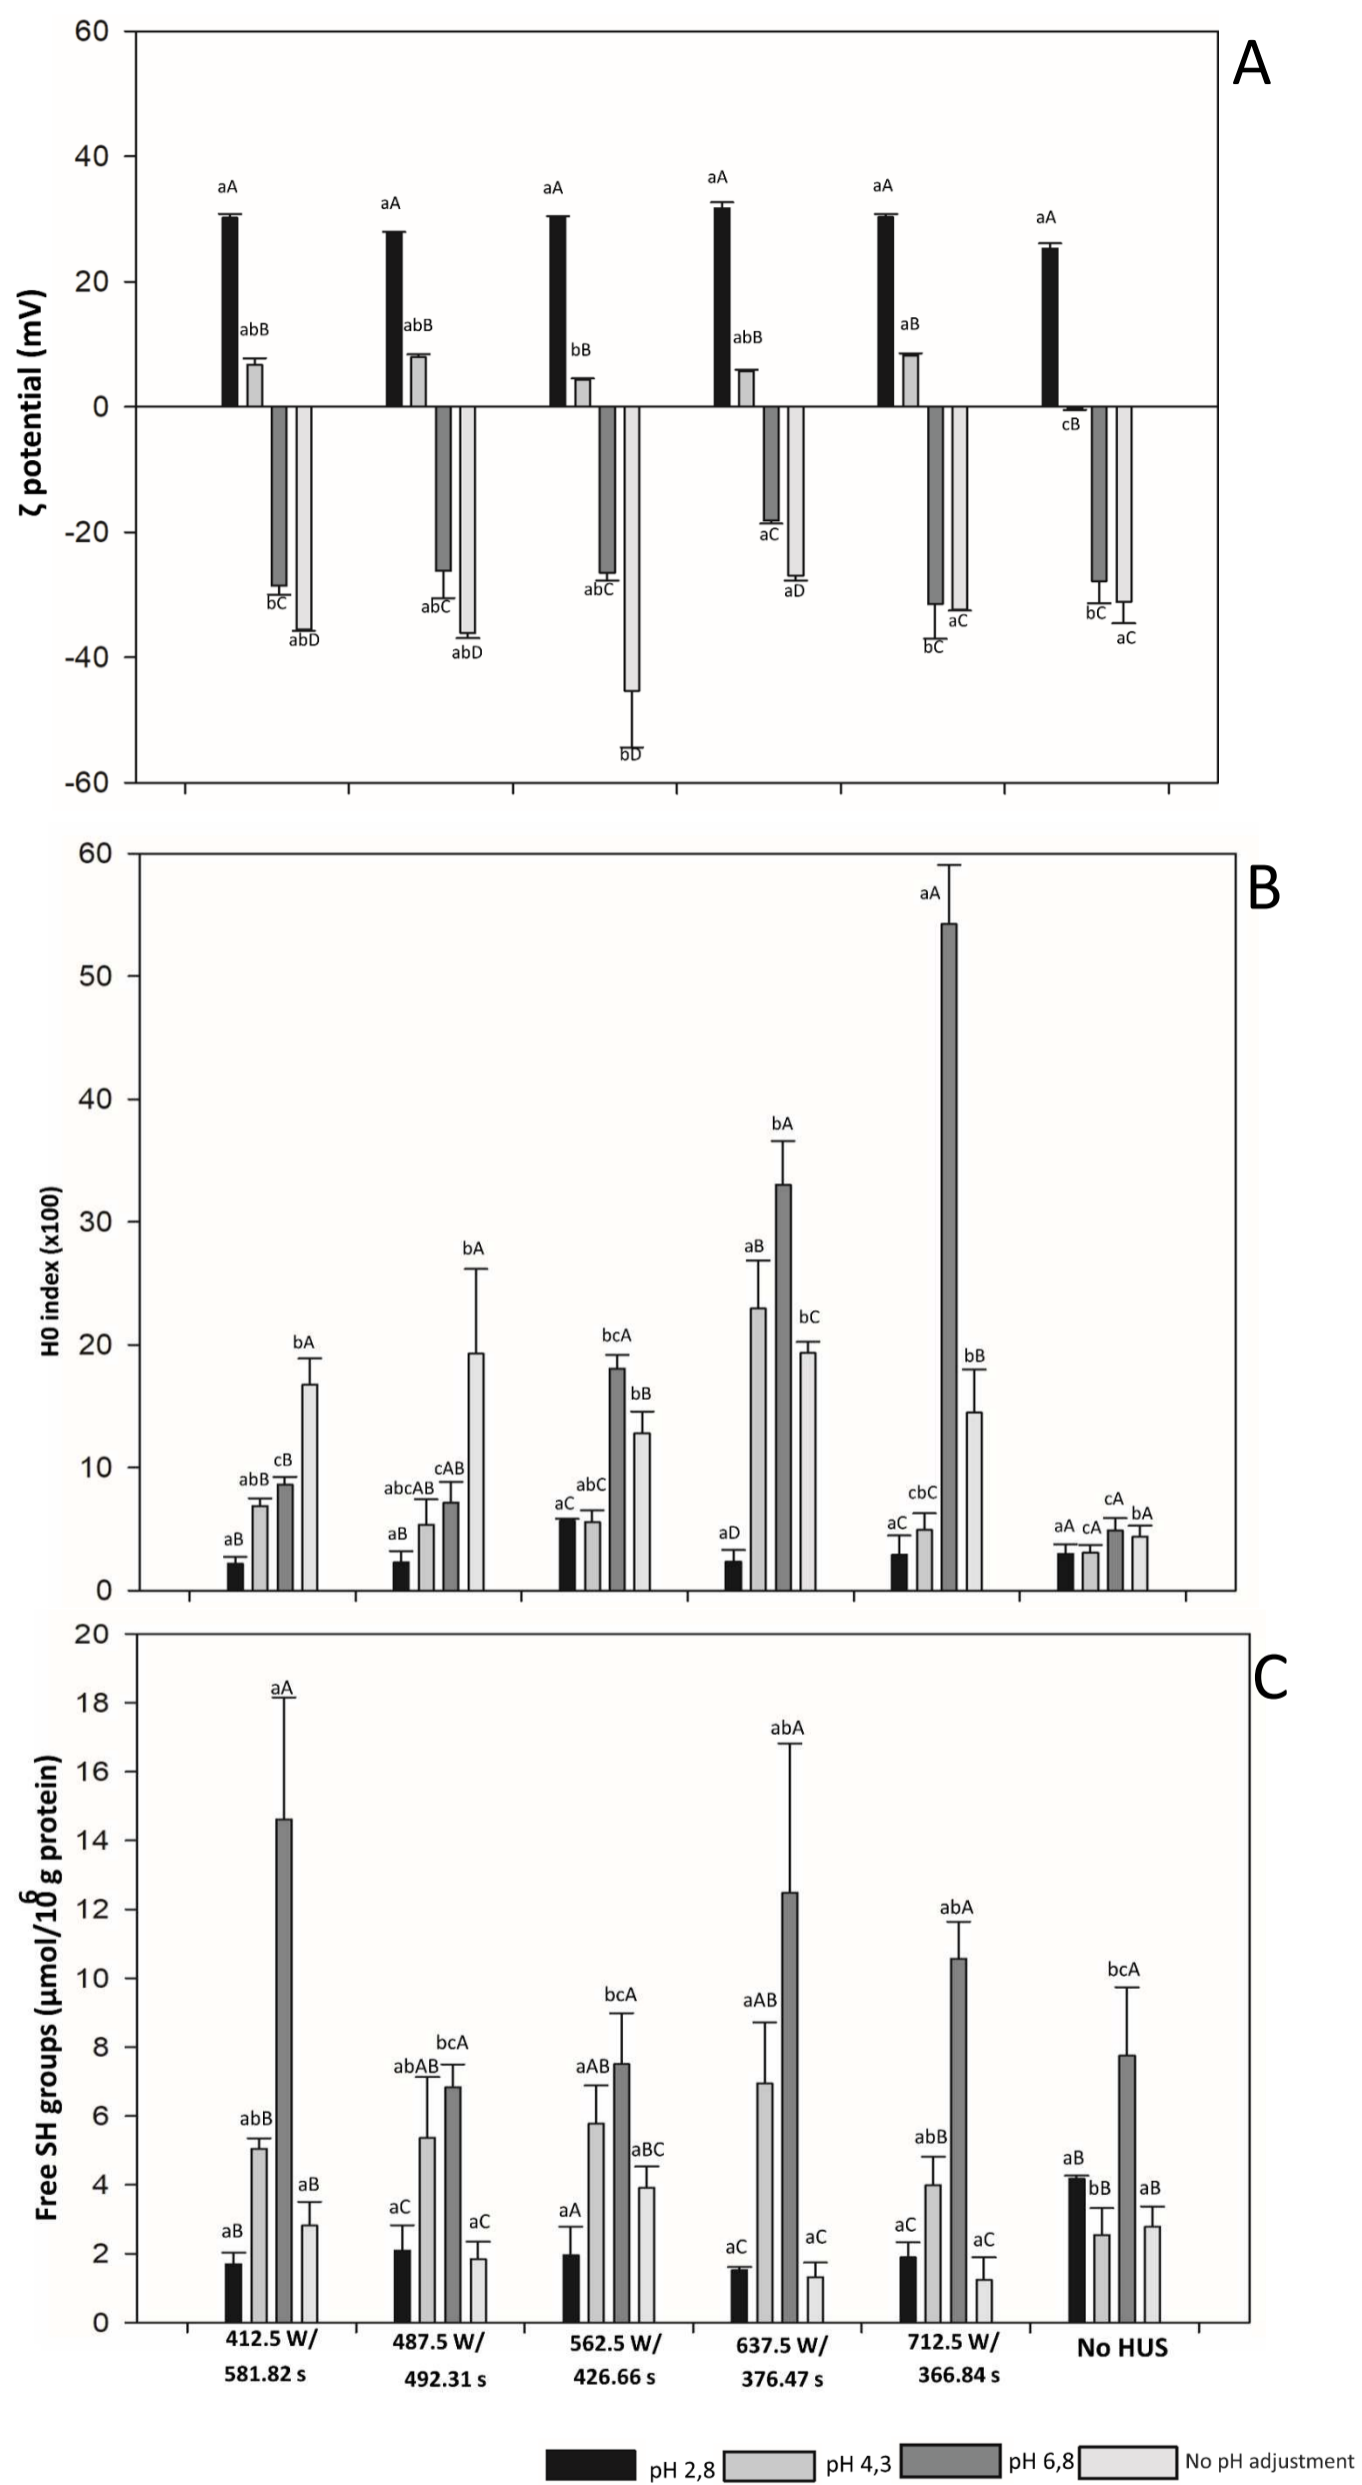 A
60
40
20
0
-20
-40
-60
ζ potential (mV)
aA abB bC abD
aA abB abC abD
aA bB abC bD
aA abB aC aD
aA aB bC aC
aA cB bC aC
B
60
50
40
30
20
10
0
H0 index (x100)
aB abB cB bA
aB abcAB cAB bA
aC abC bcA bB
aD aB bA bC
aC cbC aA bB
aA cA cA bA
C
20
18
16
14
12
10
8
6
4
2
0
Free SH groups (μmol/10⁶ g protein)
aB abB aA aB
aC abAB bcA aC
aA aAB bcA aBC
aC aAB abA aC
aC abB abA aC
aB bB bcA aB
412.5 W/
581.82 s
487.5 W/
492.31 s
562.5 W/
426.66 s
637.5 W/
376.47 s
712.5 W/
366.84 s
No HUS
pH 2,8 pH 4,3 pH 6,8 No pH adjustment